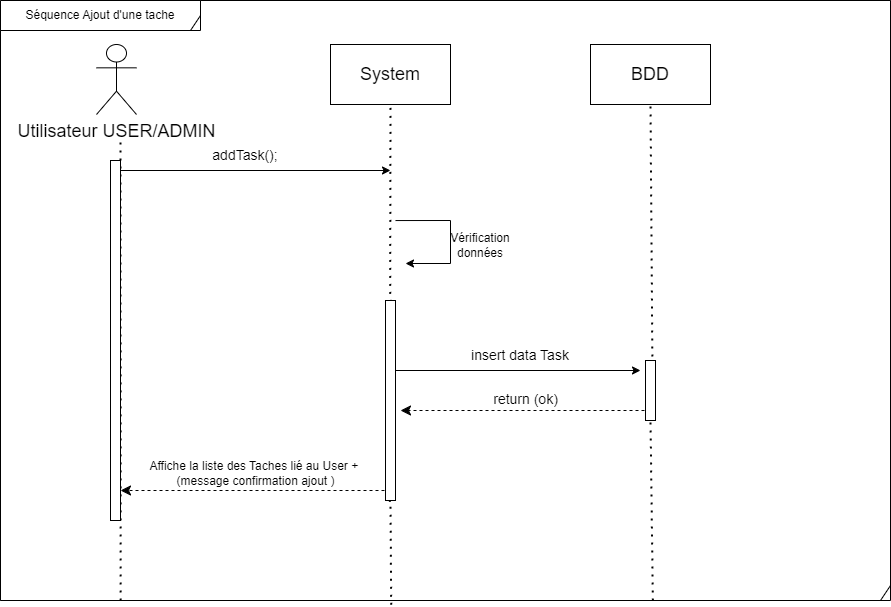 Séquence Ajout d'une tache
System
BDD
Utilisateur USER/ADMIN
addTask();
Vérification
données
insert data Task
return (ok)
Affiche la liste des Taches lié au User +
(message confirmation ajout )